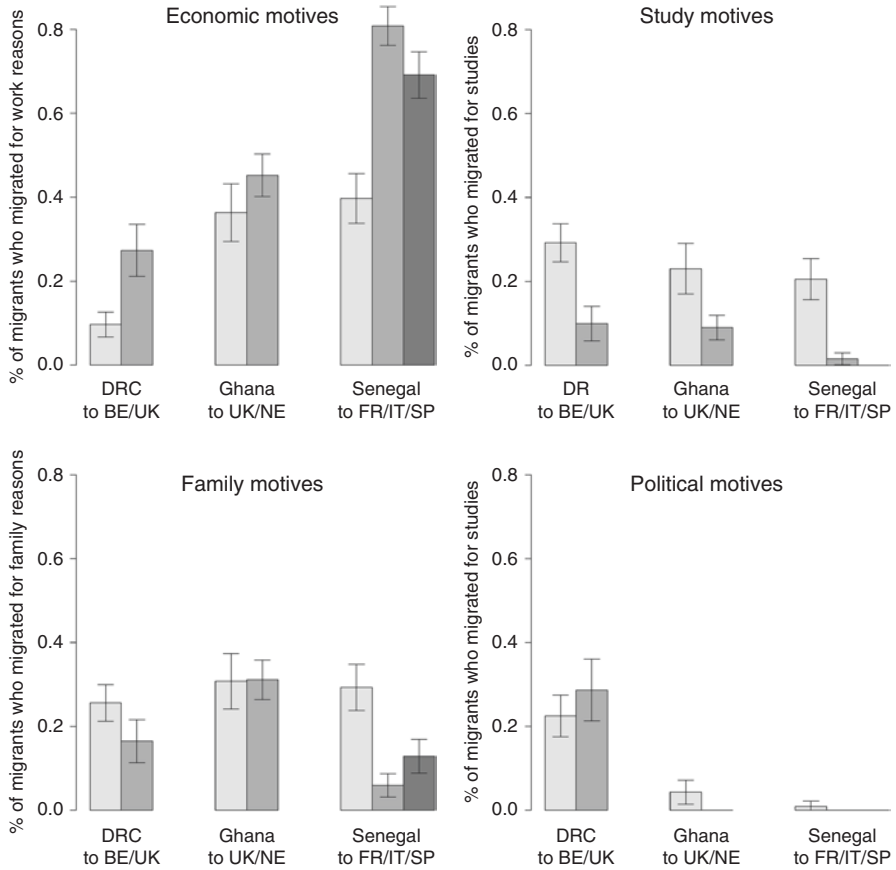 Economic motives
% of migrants who migrated for work reasons
0.8
0.6
0.4
0.2
0.0
DRC
to BE/UK
Ghana
to UK/NE
Senegal
to FR/IT/SP
Study motives
% of migrants who migrated for studies
0.8
0.6
0.4
0.2
0.0
DR
to BE/UK
Ghana
to UK/NE
Senegal
to FR/IT/SP
Family motives
% of migrants who migrated for family reasons
0.8
0.6
0.4
0.2
0.0
DRC
to BE/UK
Ghana
to UK/NE
Senegal
to FR/IT/SP
Political motives
% of migrants who migrated for studies
0.8
0.6
0.4
0.2
0.0
DRC
to BE/UK
Ghana
to UK/NE
Senegal
to FR/IT/SP